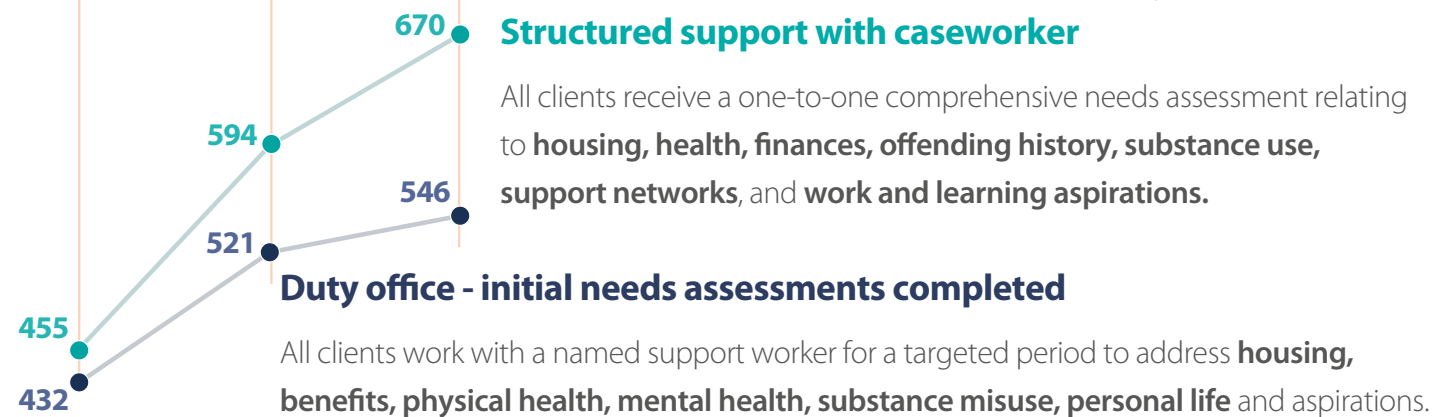 670
Structured support with caseworker
All clients receive a one-to-one comprehensive needs assessment relating
to housing, health, finances, offending history, substance use,
support networks, and work and learning aspirations.
594
546
521
Duty office - initial needs assessments completed
All clients work with a named support worker for a targeted period to address housing,
benefits, physical health, mental health, substance misuse, personal life and aspirations.
455
432